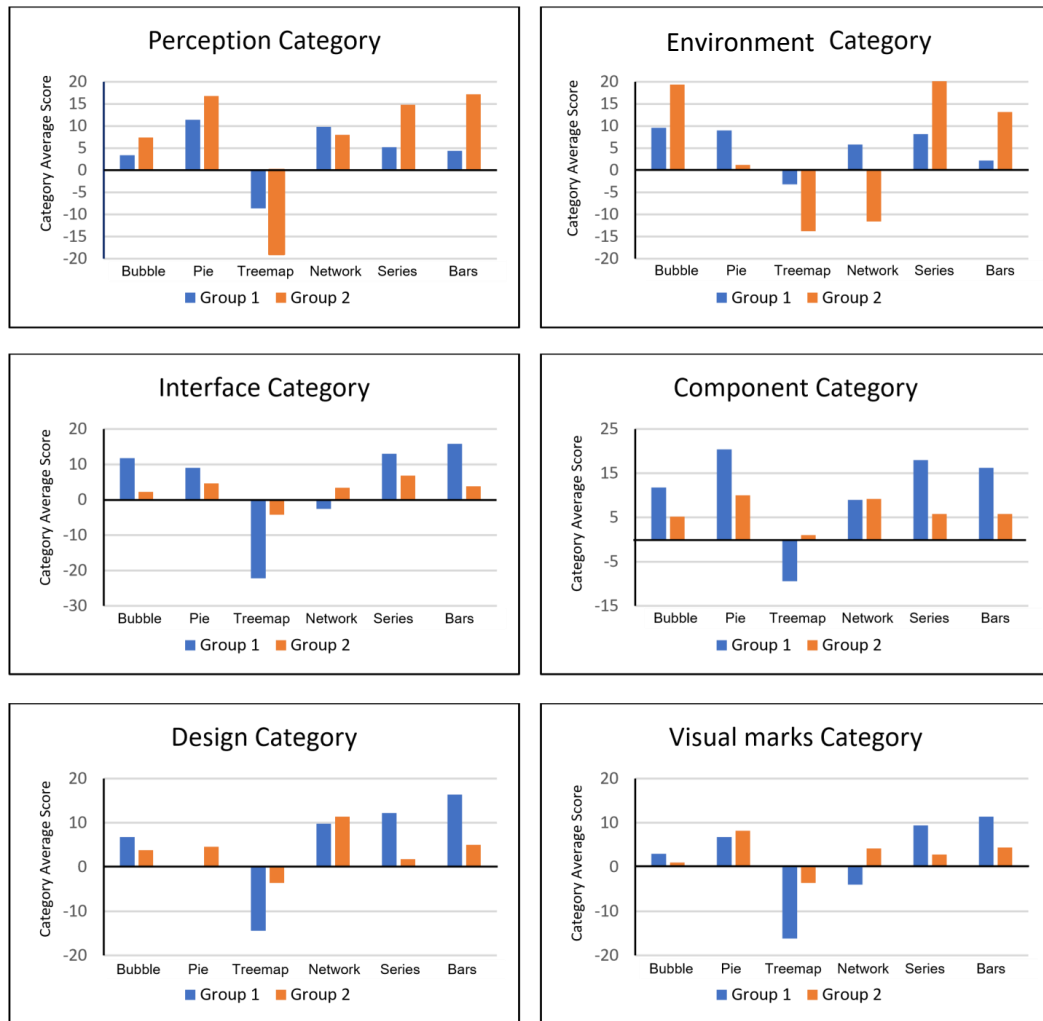 Perception Category
Category Average Score
20
15
10
5
0
-5
-10
-15
-20
Bubble Pie Treemap Network Series Bars
Group 1 Group 2
Environment Category
Category Average Score
20
15
10
5
0
-5
-10
-15
-20
Bubble Pie Treemap Network Series Bars
Group 1 Group 2
Interface Category
Category Average Score
20
10
0
-10
-20
-30
Bubble Pie Treemap Network Series Bars
Group 1 Group 2
Component Category
Category Average Score
25
15
5
-5
-15
Bubble Pie Treemap Network Series Bars
Group 1 Group 2
Design Category
Category Average Score
20
10
0
-10
-20
Bubble Pie Treemap Network Series Bars
Group 1 Group 2
Visual marks Category
Category Average Score
20
10
0
-10
-20
Bubble Pie Treemap Network Series Bars
Group 1 Group 2